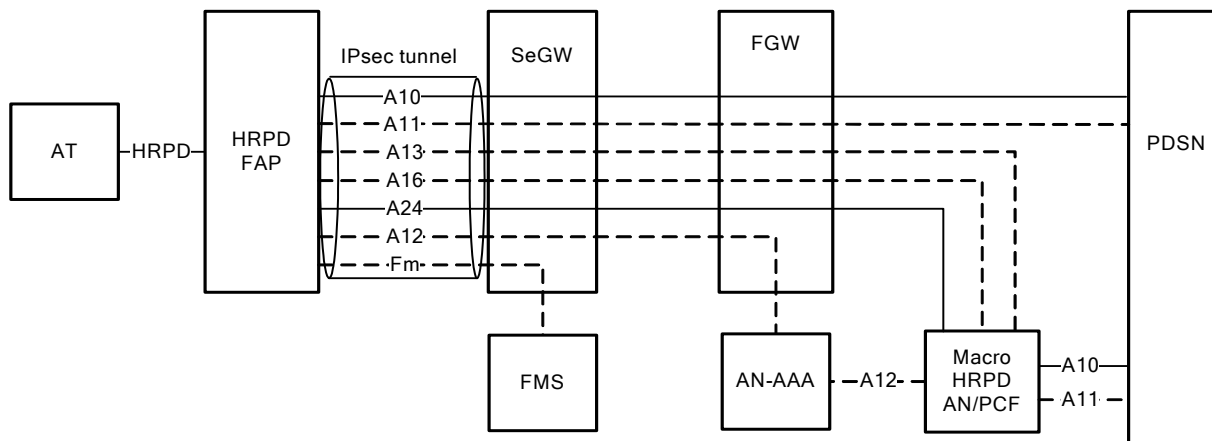 IPsec tunnel
SeGW
FGW
A10
A11
A13
A16
A24
A12
Fm
AT
HRPD
HRPD
FAP
PDSN
FMS
AN-AAA
A12
Macro
HRPD
AN/PCF
A10
A11